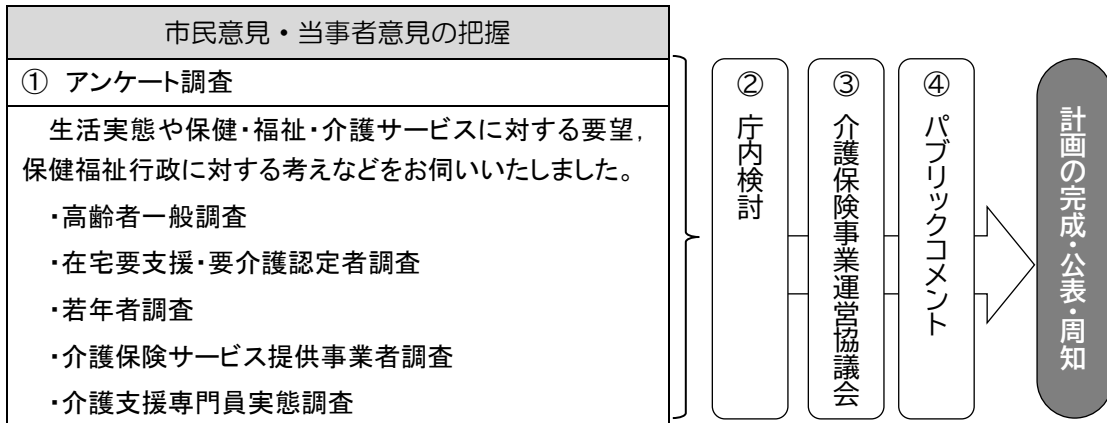 市民意見・当事者意見の把握
① アンケート調査
生活実態や保健・福祉・介護サービスに対する要望，
保健福祉行政に対する考えなどをお伺いいたしました。
・高齢者一般調査
・在宅要支援・要介護認定者調査
・若年者調査
・介護保険サービス提供事業者調査
・介護支援専門員実態調査
② 庁内検討
③ 介護保険事業運営協議会
④ パブリックコメント
計画の完成・公表・周知